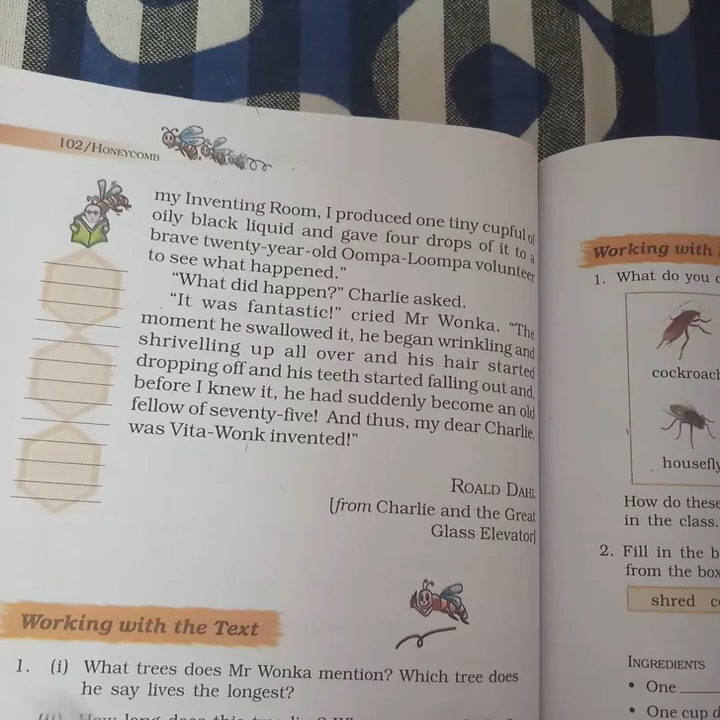 102/HONEYCOMB
my Inventing Room, I produced one tiny cupful of
oily black liquid and gave four drops of it to a
brave twenty-year-old Oompa-Loompa volunteer
to see what happened."
"What did happen?" Charlie asked.
"It was fantastic!" cried Mr Wonka. "The
moment he swallowed it, he began wrinkling and
shrivelling up all over and his hair started
dropping off and his teeth started falling out and,
before I knew it, he had suddenly become an old
fellow of seventy-five! And thus, my dear Charlie,
was Vita-Wonk invented!"
ROALD DAHL
[from Charlie and the Great
Glass Elevator]
Working with the Text
1. (i) What trees does Mr Wonka mention? Which tree does
he say lives the longest?
Working with
1. What do you
cockroach
housefly
How do these
in the class.
2. Fill in the
from the box
shred
INGREDIENTS
• One
• One cup